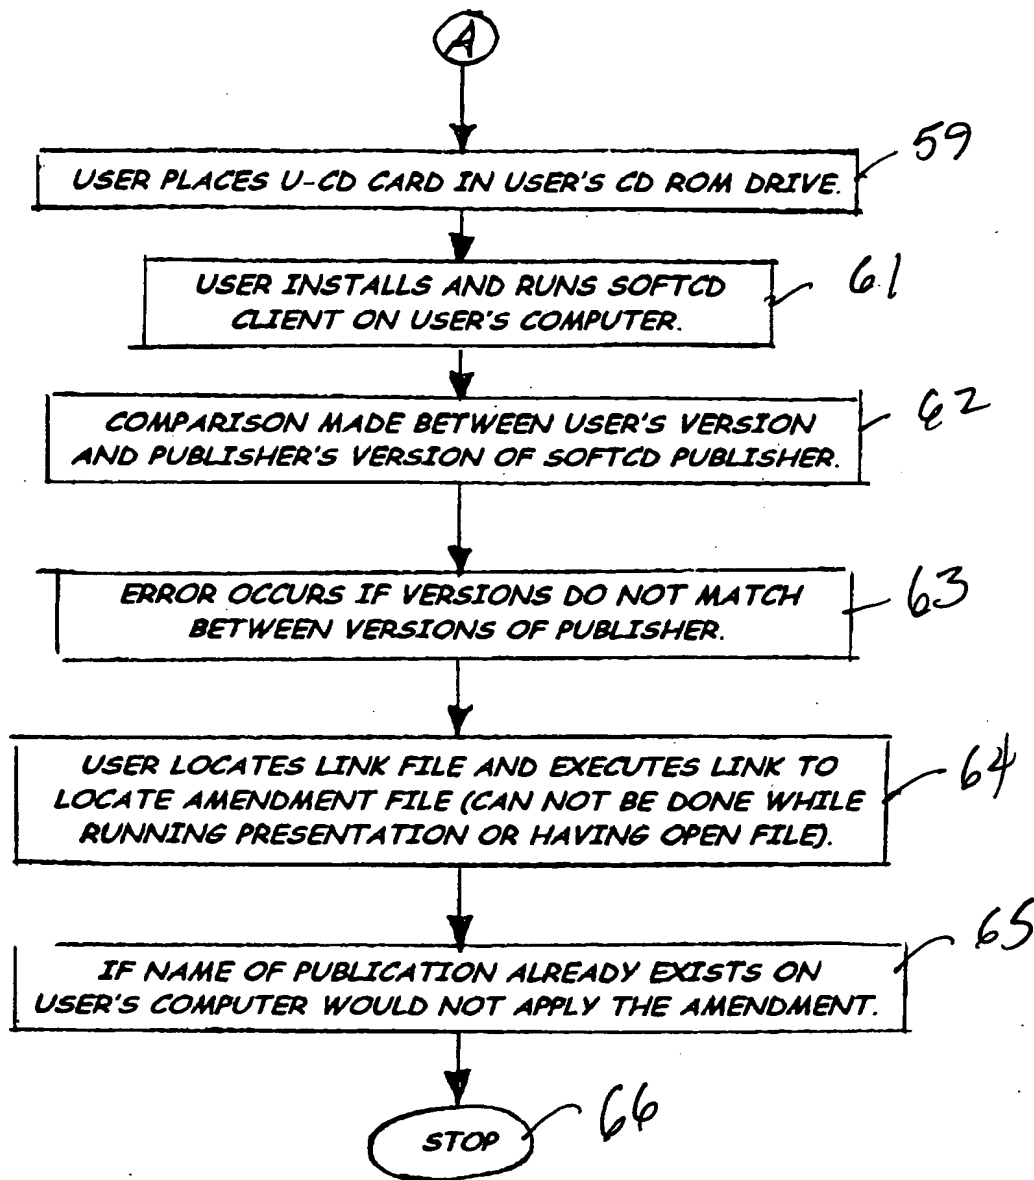 A
59
USER PLACES U-CD CARD IN USER'S CD ROM DRIVE.
61
USER INSTALLS AND RUNS SOFTCD
CLIENT ON USER'S COMPUTER.
62
COMPARISON MADE BETWEEN USER'S VERSION
AND PUBLISHER'S VERSION OF SOFTCD PUBLISHER.
63
ERROR OCCURS IF VERSIONS DO NOT MATCH
BETWEEN VERSIONS OF PUBLISHER.
64
USER LOCATES LINK FILE AND EXECUTES LINK TO
LOCATE AMENDMENT FILE (CAN NOT BE DONE WHILE
RUNNING PRESENTATION OR HAVING OPEN FILE).
65
IF NAME OF PUBLICATION ALREADY EXISTS ON
USER'S COMPUTER WOULD NOT APPLY THE AMENDMENT.
66
STOP